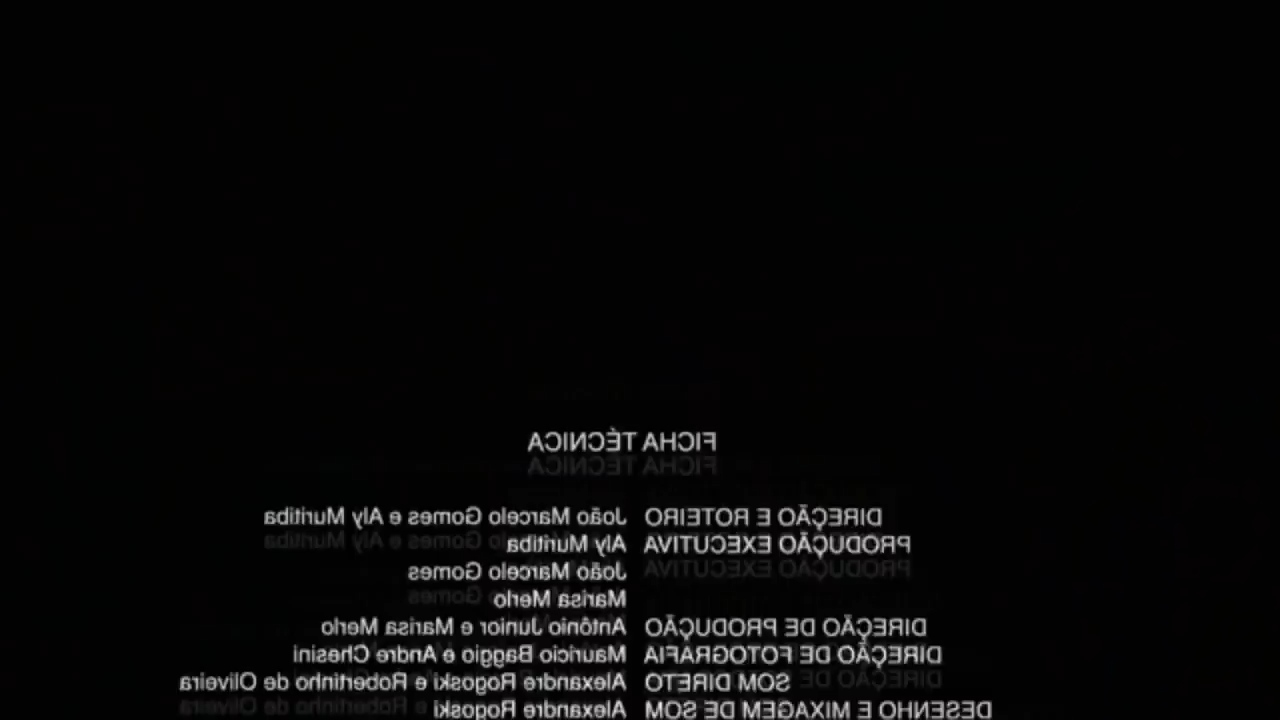 FICHA TÉCNICA
DIREÇÃO E ROTEIRO João Marcelo Gomes e Aly Muritiba
PRODUÇÃO EXECUTIVA Aly Muritiba
João Marcelo Gomes
Marisa Merlo
DIREÇÃO DE PRODUÇÃO Antônio Junior e Marisa Merlo
DIREÇÃO DE FOTOGRAFIA Mauricio Baggio e Andre Chesini
SOM DIRETO Alexandre Rogoski e Robertinho de Oliveira
DESENHO E MIXAGEM DE SOM Alexandre Rogoski